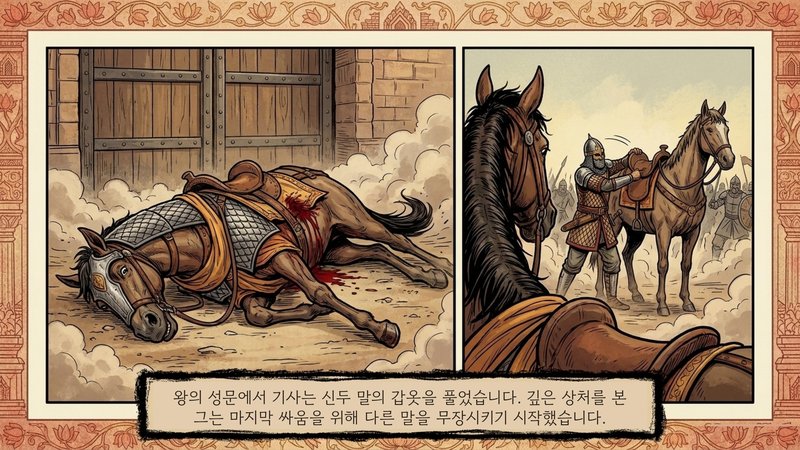 왕의 성문에서 기사는 신두 말의 갑옷을 풀었습니다. 깊은 상처를 본
그는 마지막 싸움을 위해 다른 말을 무장시키기 시작했습니다.